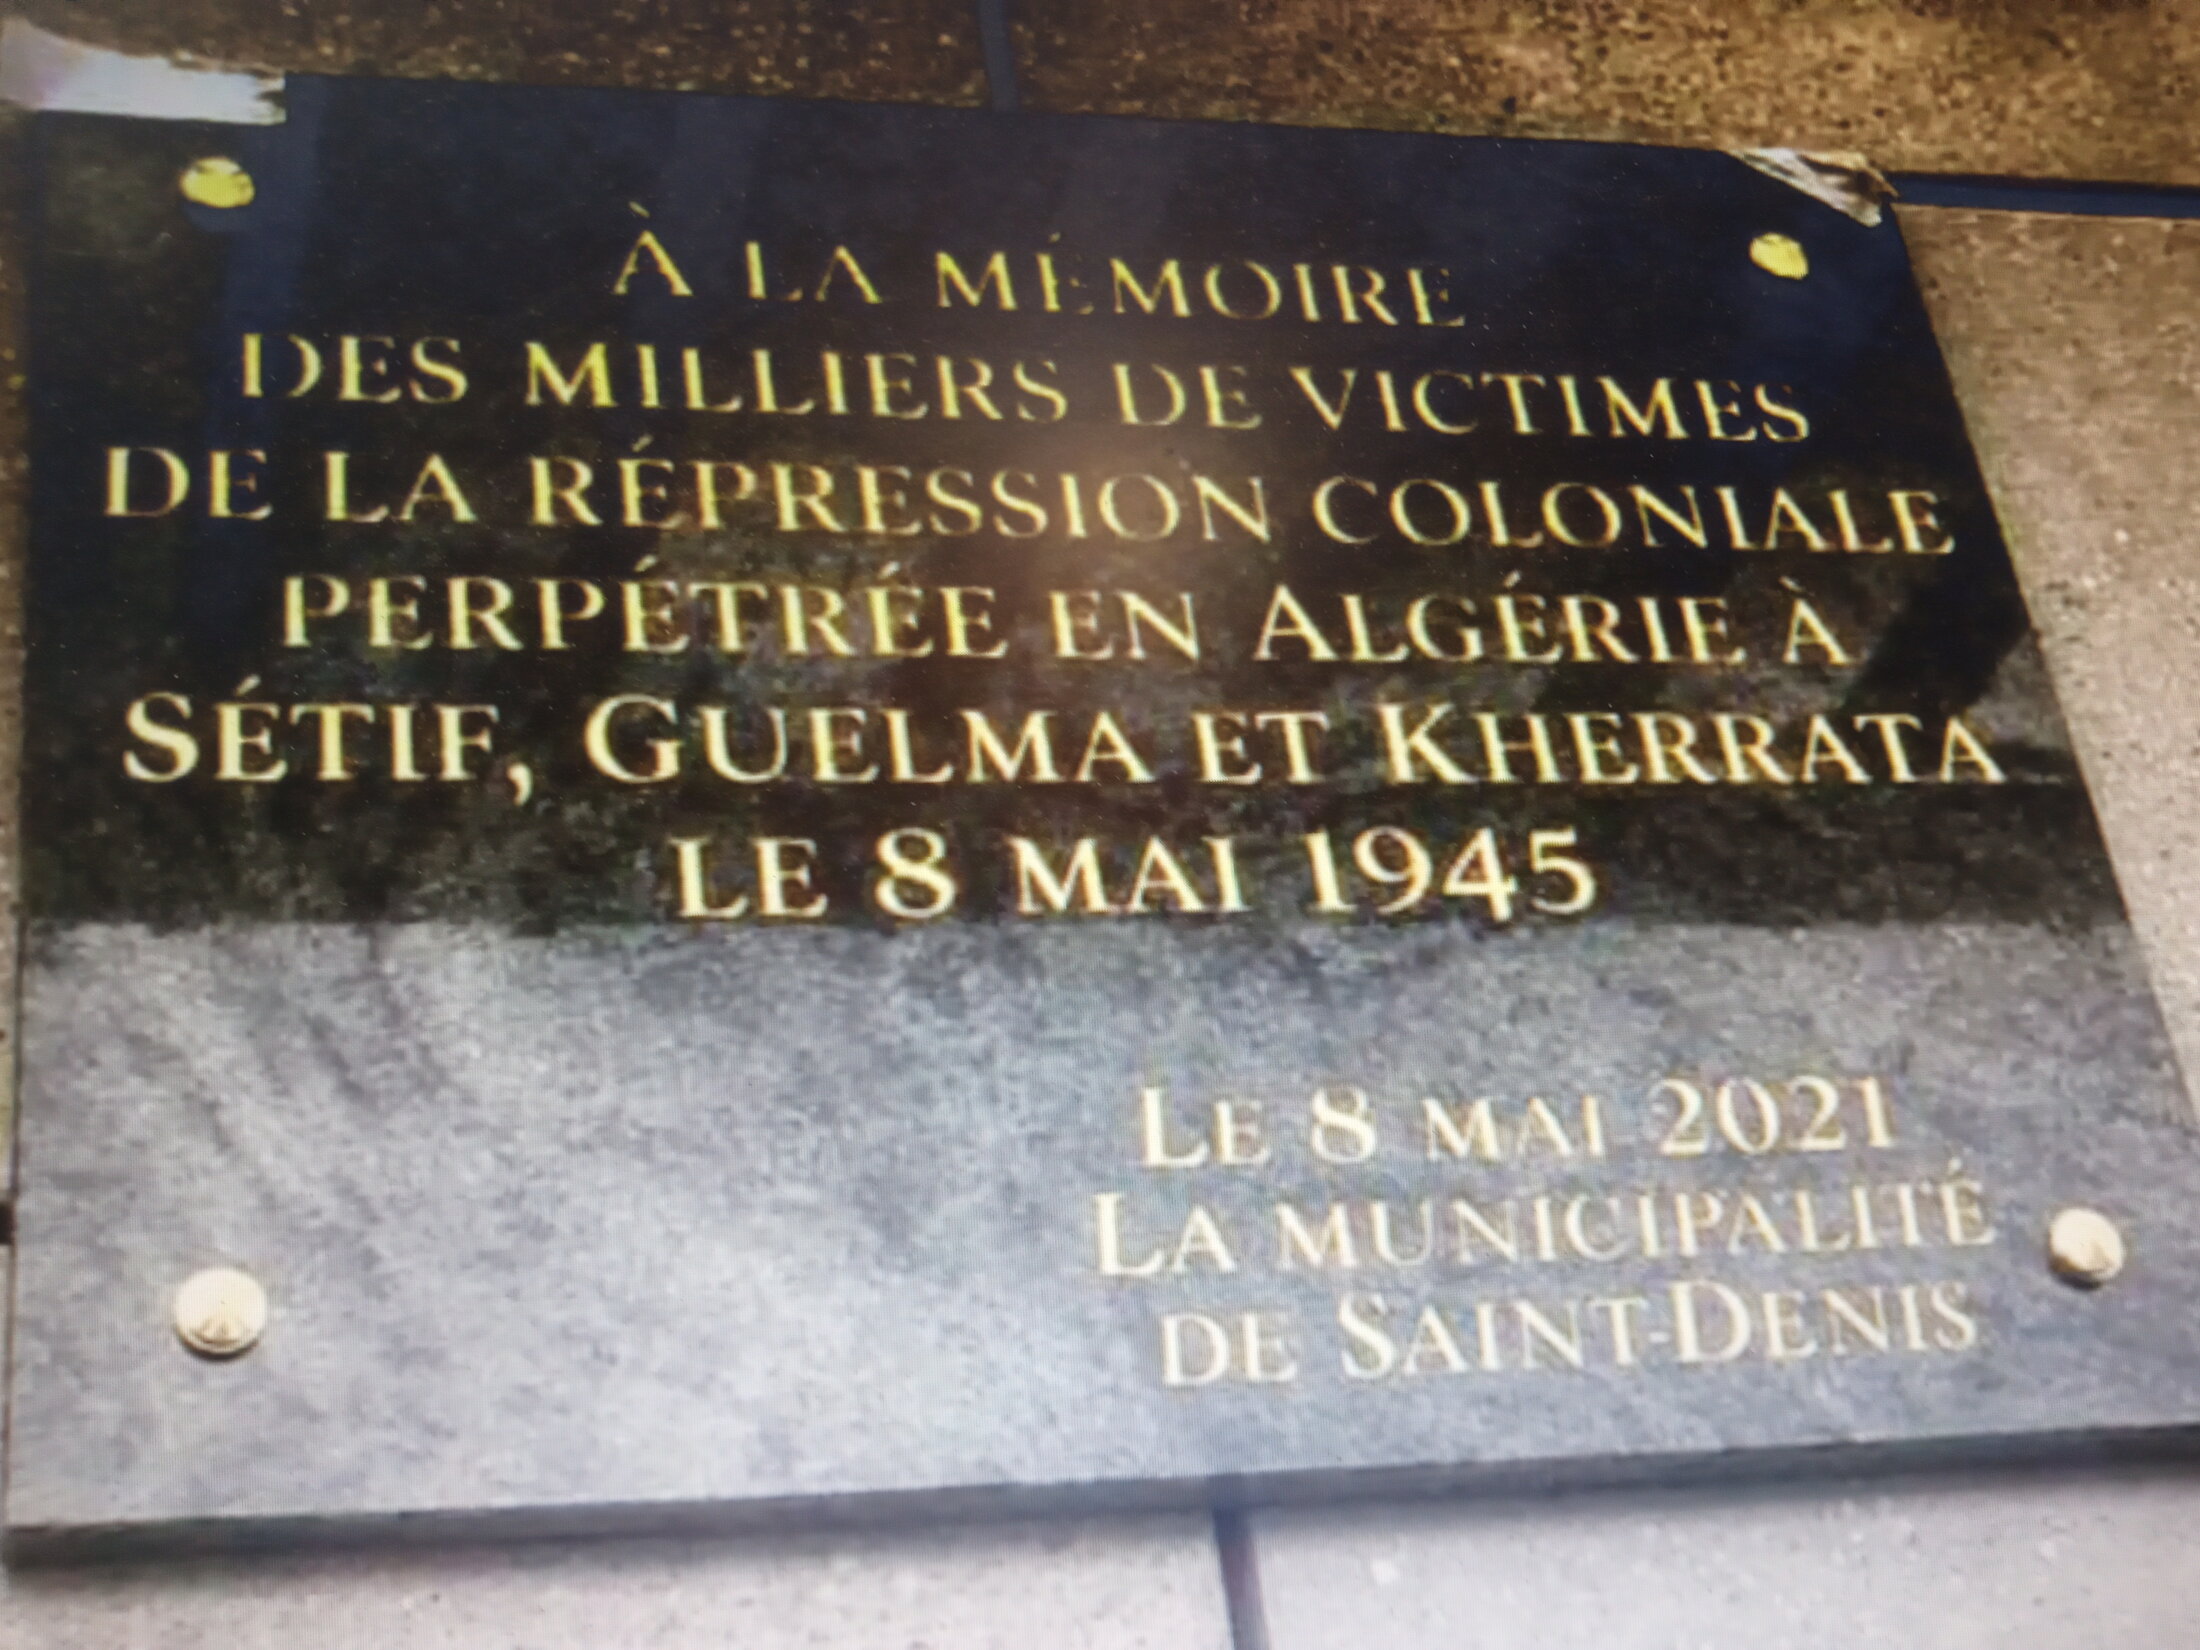 À LA MÉMOIRE
DES MILLIERS DE VICTIMES
DE LA RÉPRESSION COLONIALE
PERPÉTRÉE EN ALGÉRIE À
SÉTIF, GUELMA ET KHERRATA
LE 8 MAI 1945
LE 8 MAI 2021
LA MUNICIPALITÉ
DE SAINT-DENIS